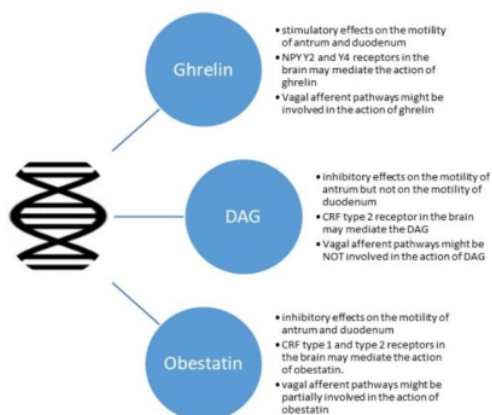 Ghrelin
• stimulatory effects on the motility
of antrum and duodenum
• NPY Y2 and Y4 receptors in the
brain may mediate the action of
ghrelin
• Vagal afferent pathways might be
involved in the action of ghrelin
DAG
• inhibitory effects on the motility of
antrum but not on the motility of
duodenum
• CRF type 2 receptor in the brain
may mediate the DAG
• Vagal afferent pathways might be
NOT involved in the action of DAG
Obestatin
• inhibitory effects on the motility of
antrum and duodenum
• CRF type 1 and type 2 receptors in
the brain may mediate the action
of obestatin.
• vagal afferent pathways might be
partially involved in the action of
obestatin